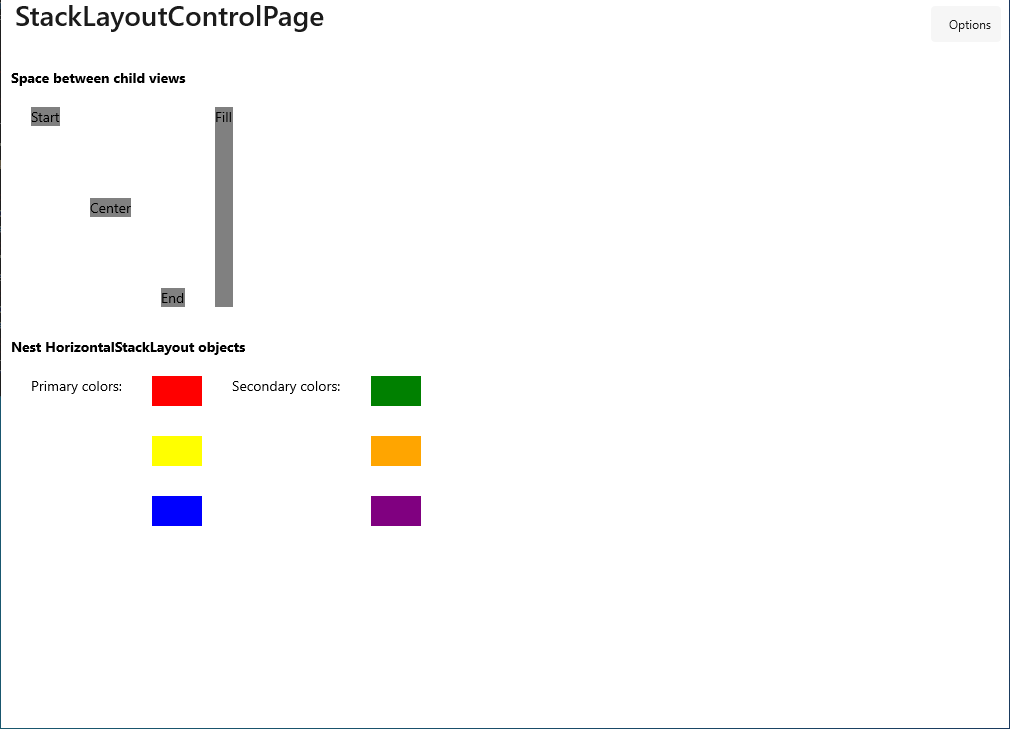 StackLayoutControlPage
Options
Space between child views
Start
Fill
Center
End
Nest HorizontalStackLayout objects
Primary colors:
Secondary colors: